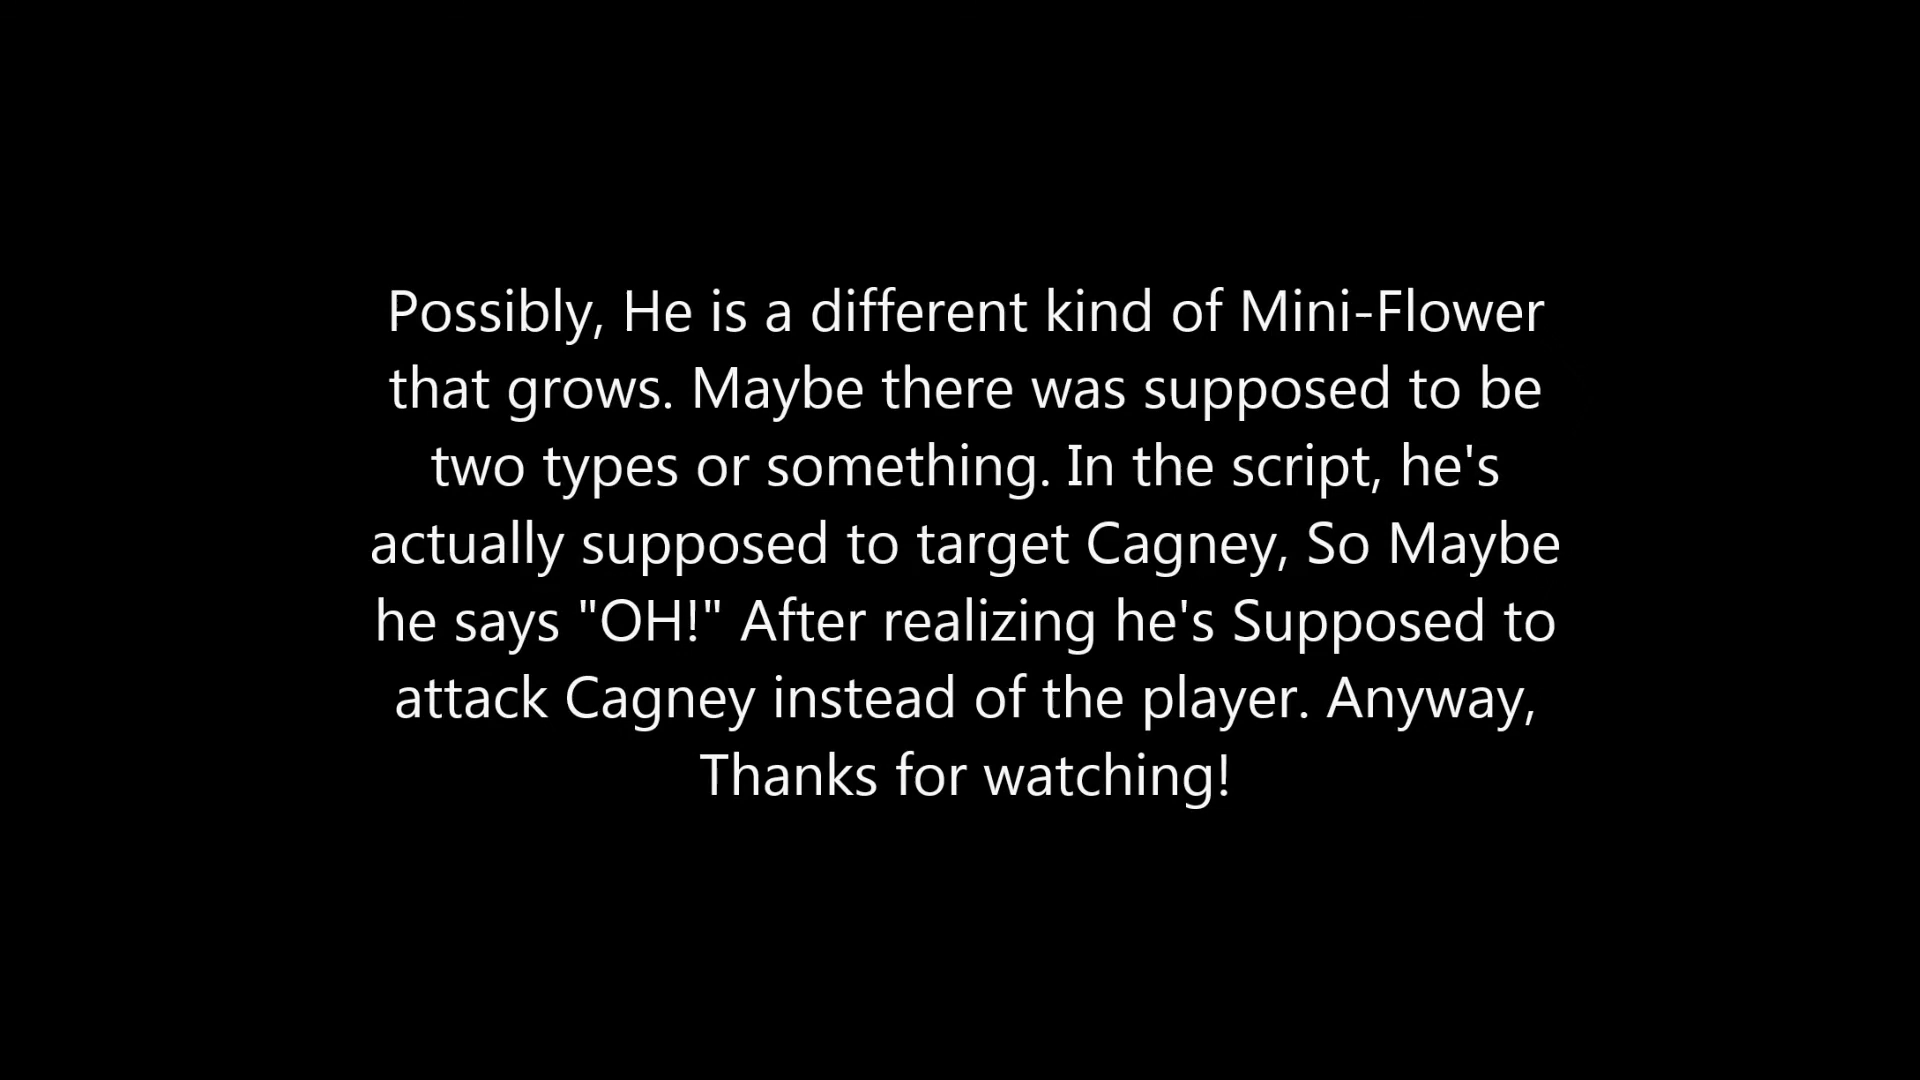 Possibly, He is a different kind of Mini-Flower
that grows. Maybe there was supposed to be
two types or something. In the script, he's
actually supposed to target Cagney, So Maybe
he says "OH!" After realizing he's Supposed to
attack Cagney instead of the player. Anyway,
Thanks for watching!